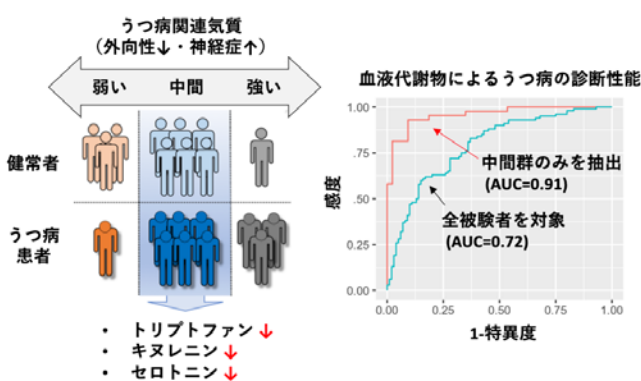 うつ病関連気質
(外向性↓・神経症↑)
弱い 中間 強い
健常者
うつ病
患者
• トリプトファン ↓
• キヌレニン ↓
• セロトニン ↓
血液代謝物によるうつ病の診断性能
1.00
.75
.50
0.25
0.00
感度
中間群のみを抽出
(AUC=0.91)
全被験者を対象
(AUC=0.72)
0.00 0.25 0.50 0.75 1.00
1-特異度